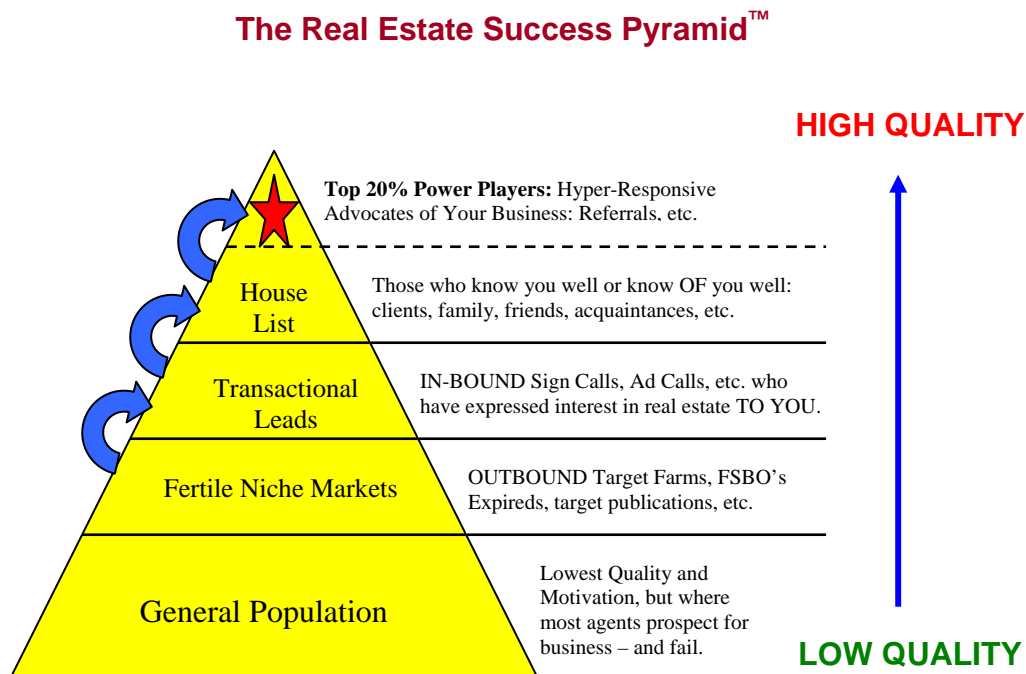 The Real Estate Success Pyramid™
HIGH QUALITY
Top 20% Power Players: Hyper-Responsive
Advocates of Your Business: Referrals, etc.
House
List
Those who know you well or know OF you well:
clients, family, friends, acquaintances, etc.
Transactional
Leads
IN-BOUND Sign Calls, Ad Calls, etc. who
have expressed interest in real estate TO YOU.
Fertile Niche Markets
OUTBOUND Target Farms, FSBO’s
Expireds, target publications, etc.
General Population
Lowest Quality and
Motivation, but where
most agents prospect for
business – and fail.
LOW QUALITY